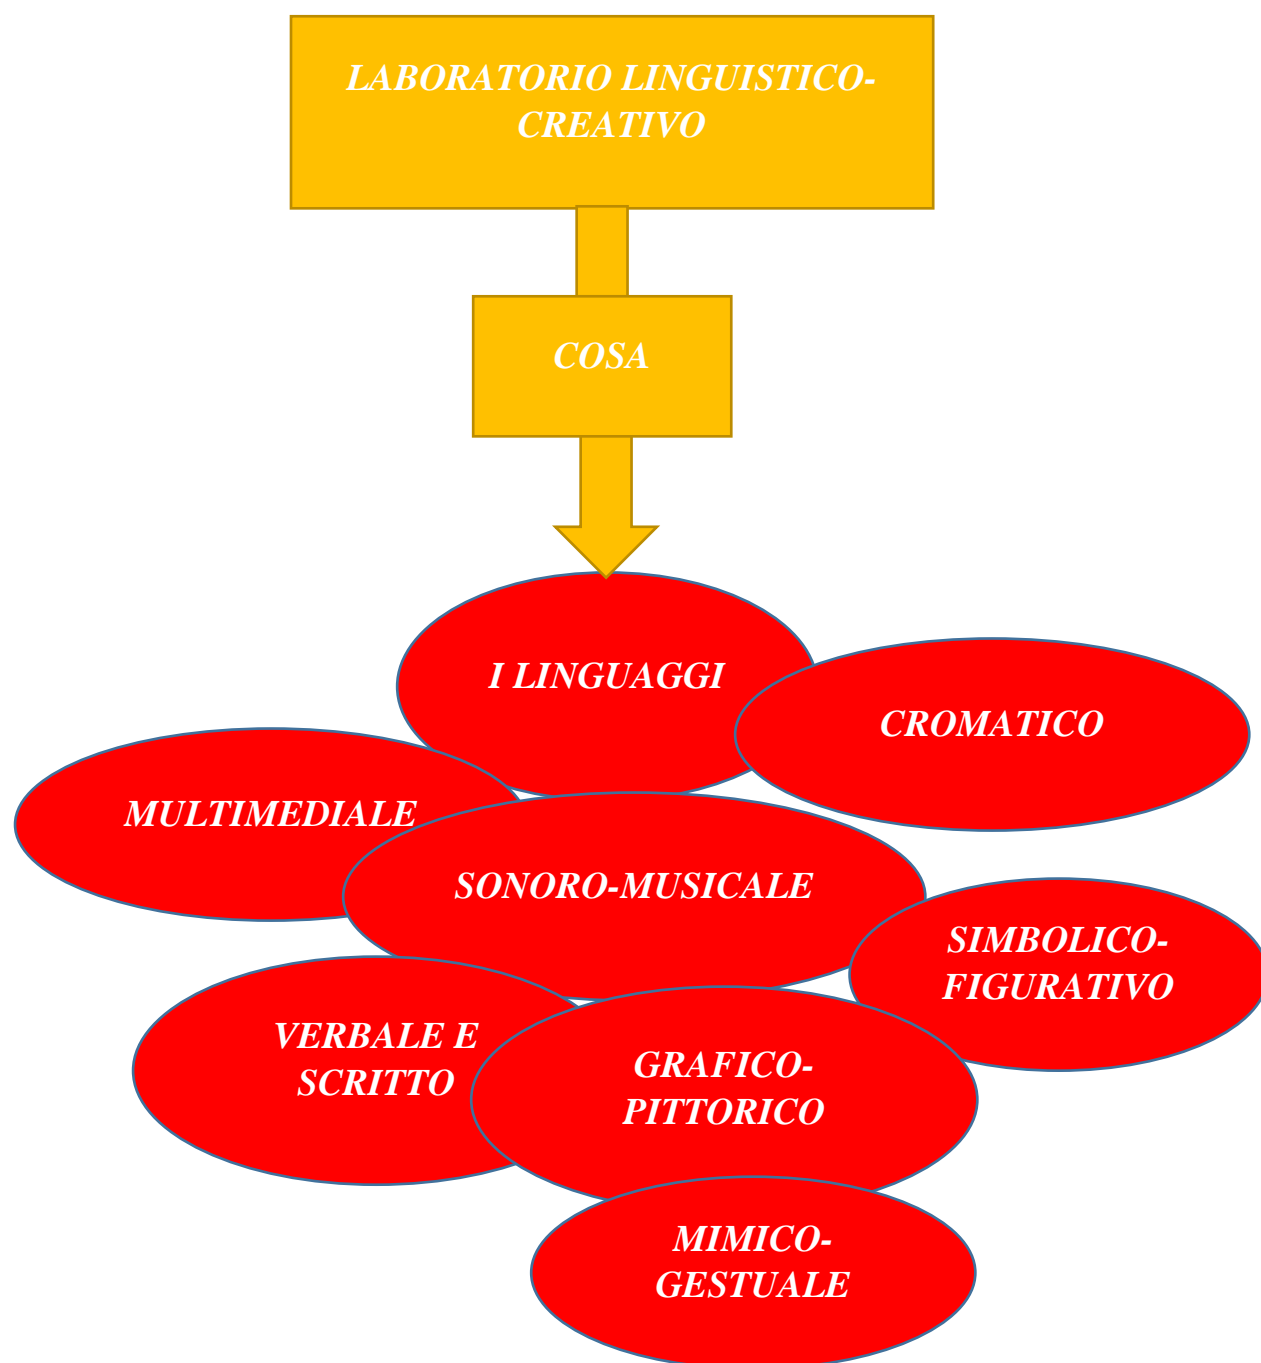 LABORATORIO LINGUISTICO-
CREATIVO
COSA
I LINGUAGGI
CROMATICO
MULTIMEDIALE
SONORO-MUSICALE
SIMBOLICO-
FIGURATIVO
VERBALE E
SCRITTO
GRAFICO-
PITTORICO
MIMICO-
GESTUALE